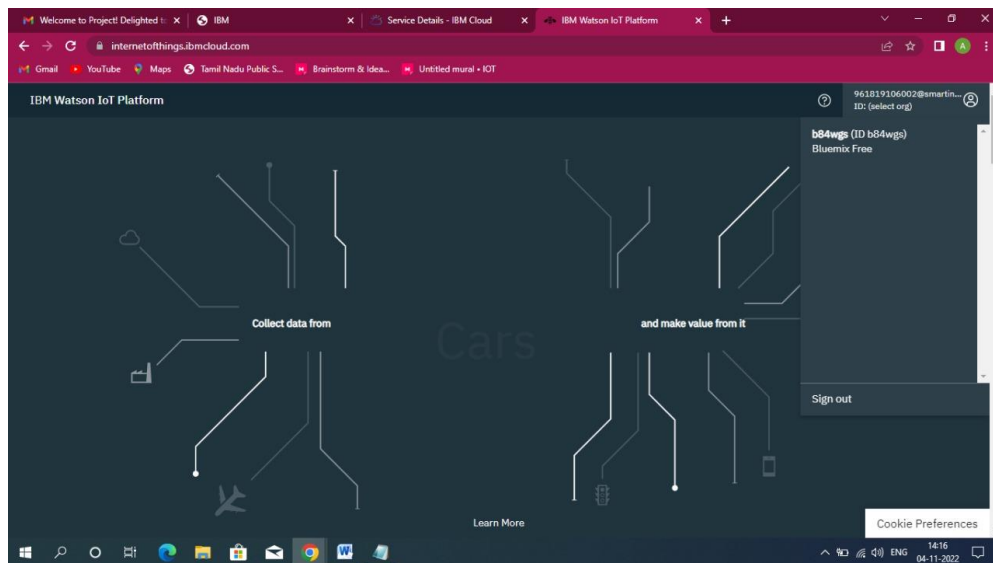 Welcome to Project! Delighted to
IBM
Service Details - IBM Cloud
IBM Watson IoT Platform
internetofthings.ibmcloud.com
A
Gmail
YouTube
Maps
Tamil Nadu Public S...
Brainstorm & Idea...
Untitled mural • IOT
IBM Watson IoT Platform
961819106002@smartin...
ID: (select org)
b84wgs (ID b84wgs)
Bluemix Free
Collect data from
Cars
and make value from it
Sign out
Learn More
Cookie Preferences
ENG
14:16
04-11-2022